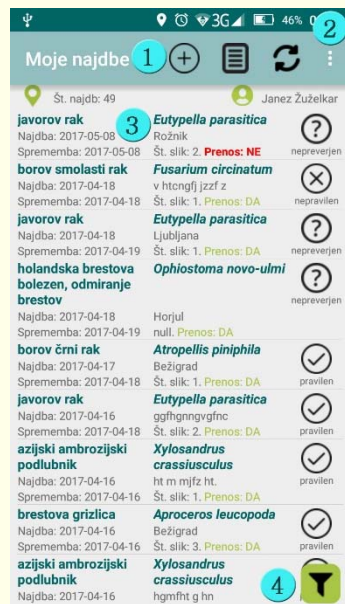 3G 46%
2
Moje najdbe 1
Št. najdb: 49 Janez Žuželkar
3
javorov rak Eutypella parasitica
Najdba: 2017-05-08 Rožnik
Sprememba: 2017-05-08 Št. slik: 2. Prenos: NE nepreverjen
borov smolasti rak Fusarium circinatum
Najdba: 2017-04-18 v htcngfj jzzf z
Sprememba: 2017-04-18 Št. slik: 1. Prenos: DA nepravilen
javorov rak Eutypella parasitica
Najdba: 2017-04-18 Ljubljana
Sprememba: 2017-04-19 Št. slik: 1. Prenos: DA nepreverjen
holandska brestova Ophiostoma novo-ulmi
bolezen, odmiranje
brestov nepreverjen
Najdba: 2017-04-18 Horjul
Sprememba: 2017-04-19 null. Prenos: DA
borov črni rak Atropellis piniphila
Najdba: 2017-04-17 Bežigrad
Sprememba: 2017-04-18 Št. slik: 1. Prenos: DA pravilen
javorov rak Eutypella parasitica
Najdba: 2017-04-16 ggfhgnngvgfnc
Sprememba: 2017-04-18 Št. slik: 2. Prenos: DA pravilen
azijski ambrozijski Xylosandrus
podlubnik crassiusculus
Najdba: 2017-04-16 ht m mjfz ht.
Sprememba: 2017-04-16 Št. slik: 1. Prenos: DA pravilen
brestova grizlica Aproceros leucopoda
Najdba: 2017-04-16 Bežigrad
Sprememba: 2017-04-16 Št. slik: 3. Prenos: DA pravilen
azijski ambrozijski Xylosandrus
podlubnik crassiusculus 4
Najdba: 2017-04-16 hgmfht g hn